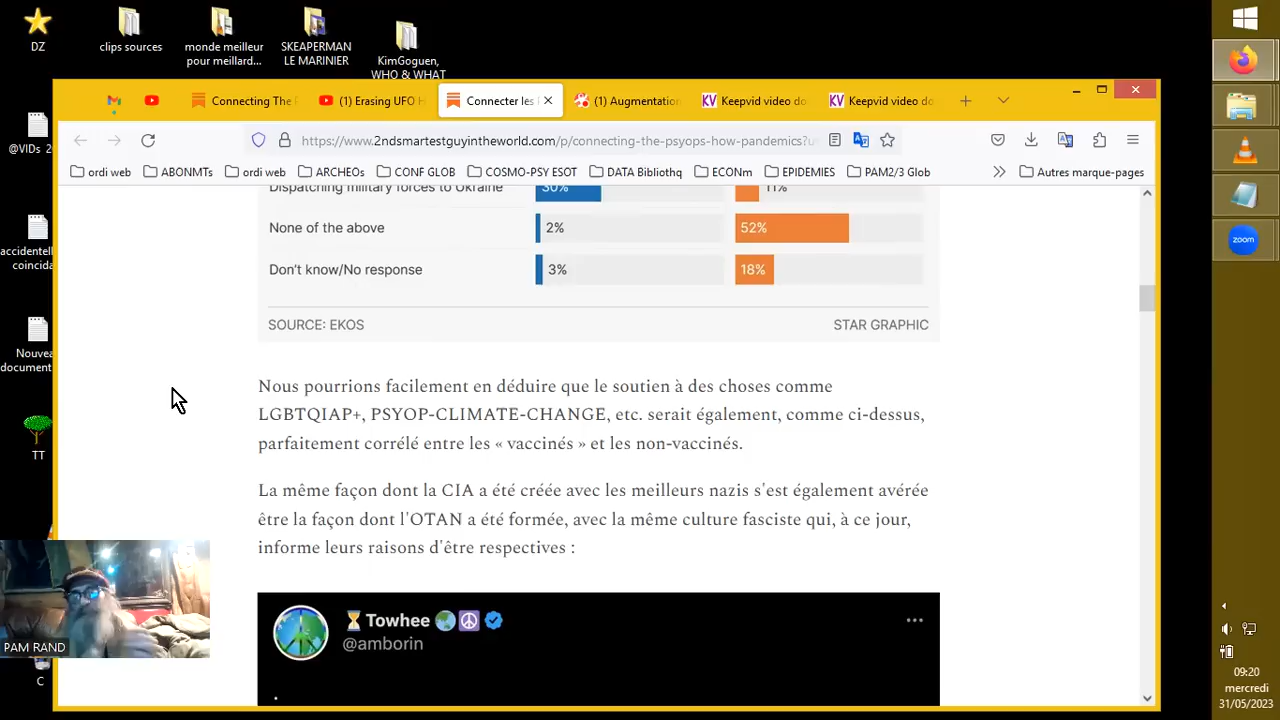 DZ
clips sources
monde meilleur
pour meillard...
SKEAPERMAN
LE MARINIER
KimGoguen,
WHO & WHAT
Connecting The P
(1) Erasing UFO H
Connecter les
(1) Augmentation
Keepvid video do
Keepvid video do
https://www.2ndsmartestguyintheworld.com/p/connecting-the-psyops-how-pandemics?u
ordi web
ABONMTs
ordi web
ARCHEOs
CONF GLOB
COSMO-PSY ESOT
DATA Bibliothq
ECONm
EPIDEMIES
PAM2/3 Glob
Autres marque-pages
@VIDs 2
accidentell
coincida
Nouvea
document
TT
Dispatching military forces to Ukraine 30% 11%
None of the above 2% 52%
Don't know/No response 3% 18%
SOURCE: EKOS STAR GRAPHIC
Nous pourrions facilement en déduire que le soutien à des choses comme
LGBTQIAP+, PSYOP-CLIMATE-CHANGE, etc. serait également, comme ci-dessus,
parfaitement corrélé entre les « vaccinés » et les non-vaccinés.
La même façon dont la CIA a été créée avec les meilleurs nazis s'est également avérée
être la façon dont l'OTAN a été formée, avec la même culture fasciste qui, à ce jour,
informe leurs raisons d'être respectives :
Towhee
@amborin
PAM RAND
C
zoom
09:20
mercredi
31/05/2023